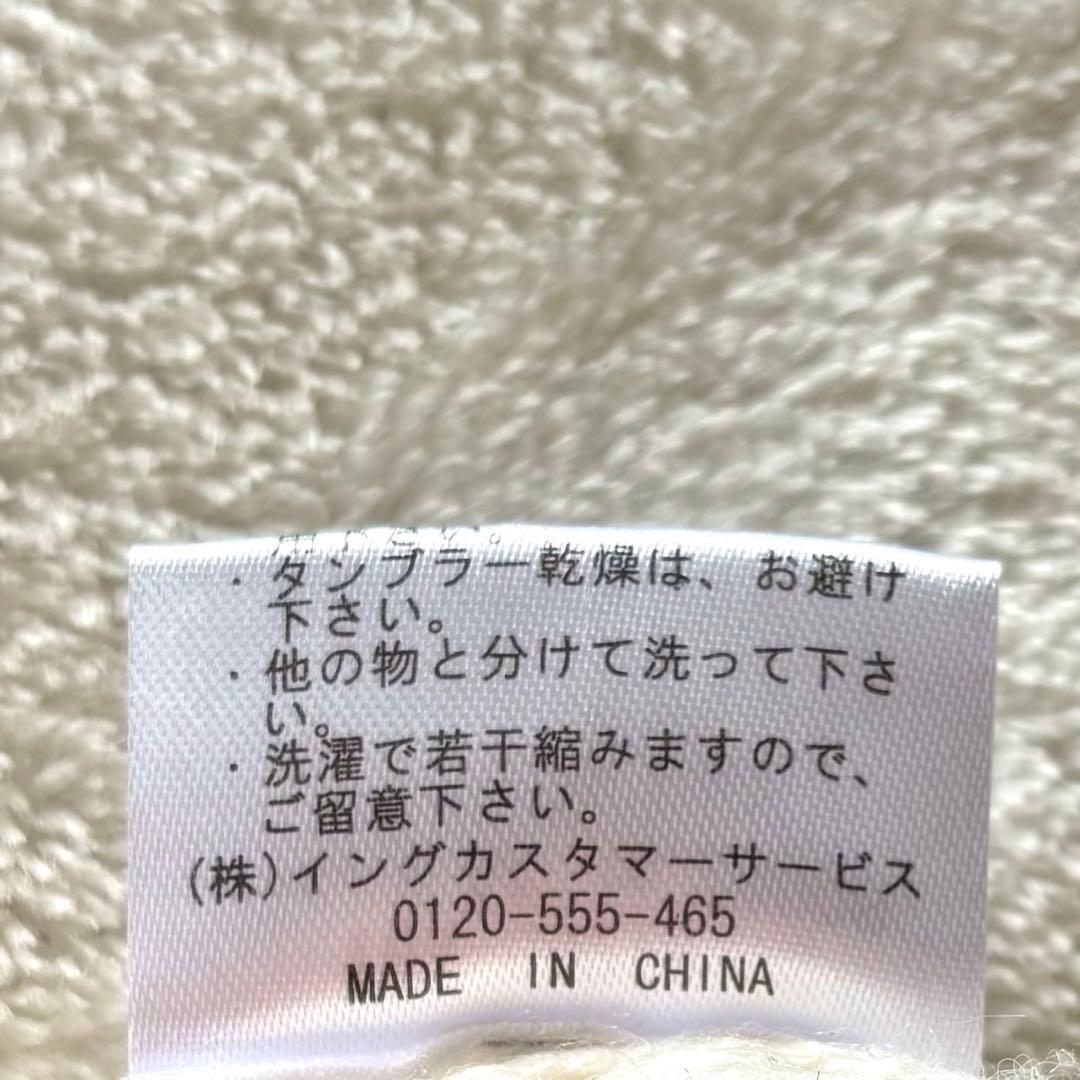 ・タンブラー乾燥は、お避け
下さい。
・他の物と分けて洗って下さ
い。
・洗濯で若干縮みますので、
ご留意下さい。
(株)イングカスタマーサービス
0120-555-465
MADE IN CHINA